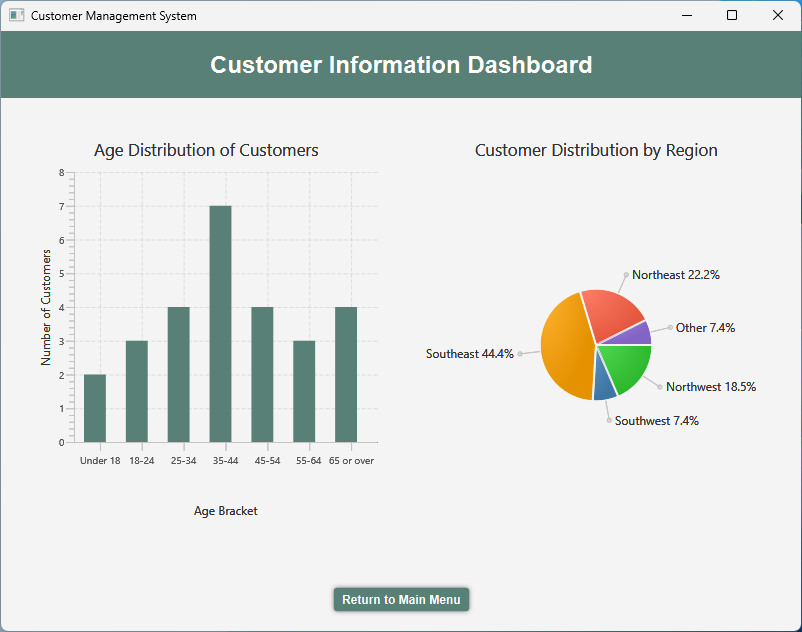 Customer Management System
Customer Information Dashboard
Age Distribution of Customers
8
7
6
5
4
3
2
1
0
Number of Customers
Under 18 18-24 25-34 35-44 45-54 55-64 65 or over
Age Bracket
Customer Distribution by Region
Northeast 22.2%
Other 7.4%
Southeast 44.4%
Northwest 18.5%
Southwest 7.4%
Return to Main Menu